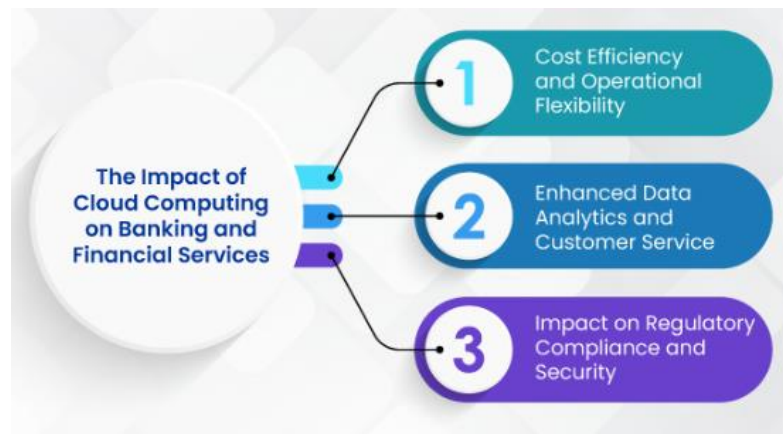 The Impact of
Cloud Computing
on Banking and
Financial Services
1
Cost Efficiency
and Operational
Flexibility
2
Enhanced Data
Analytics and
Customer Service
3
Impact on Regulatory
Compliance and
Security